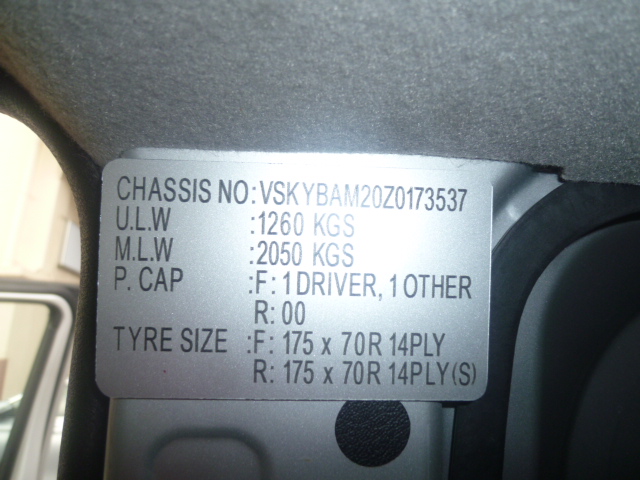 CHASSIS NO:VSKYBAM20Z0173537
U.L.W :1260 KGS
M.L.W :2050 KGS
P. CAP :F: 1 DRIVER, 1 OTHER
R: 00
TYRE SIZE :F: 175 x 70R 14PLY
R: 175 x 70R 14PLY(S)